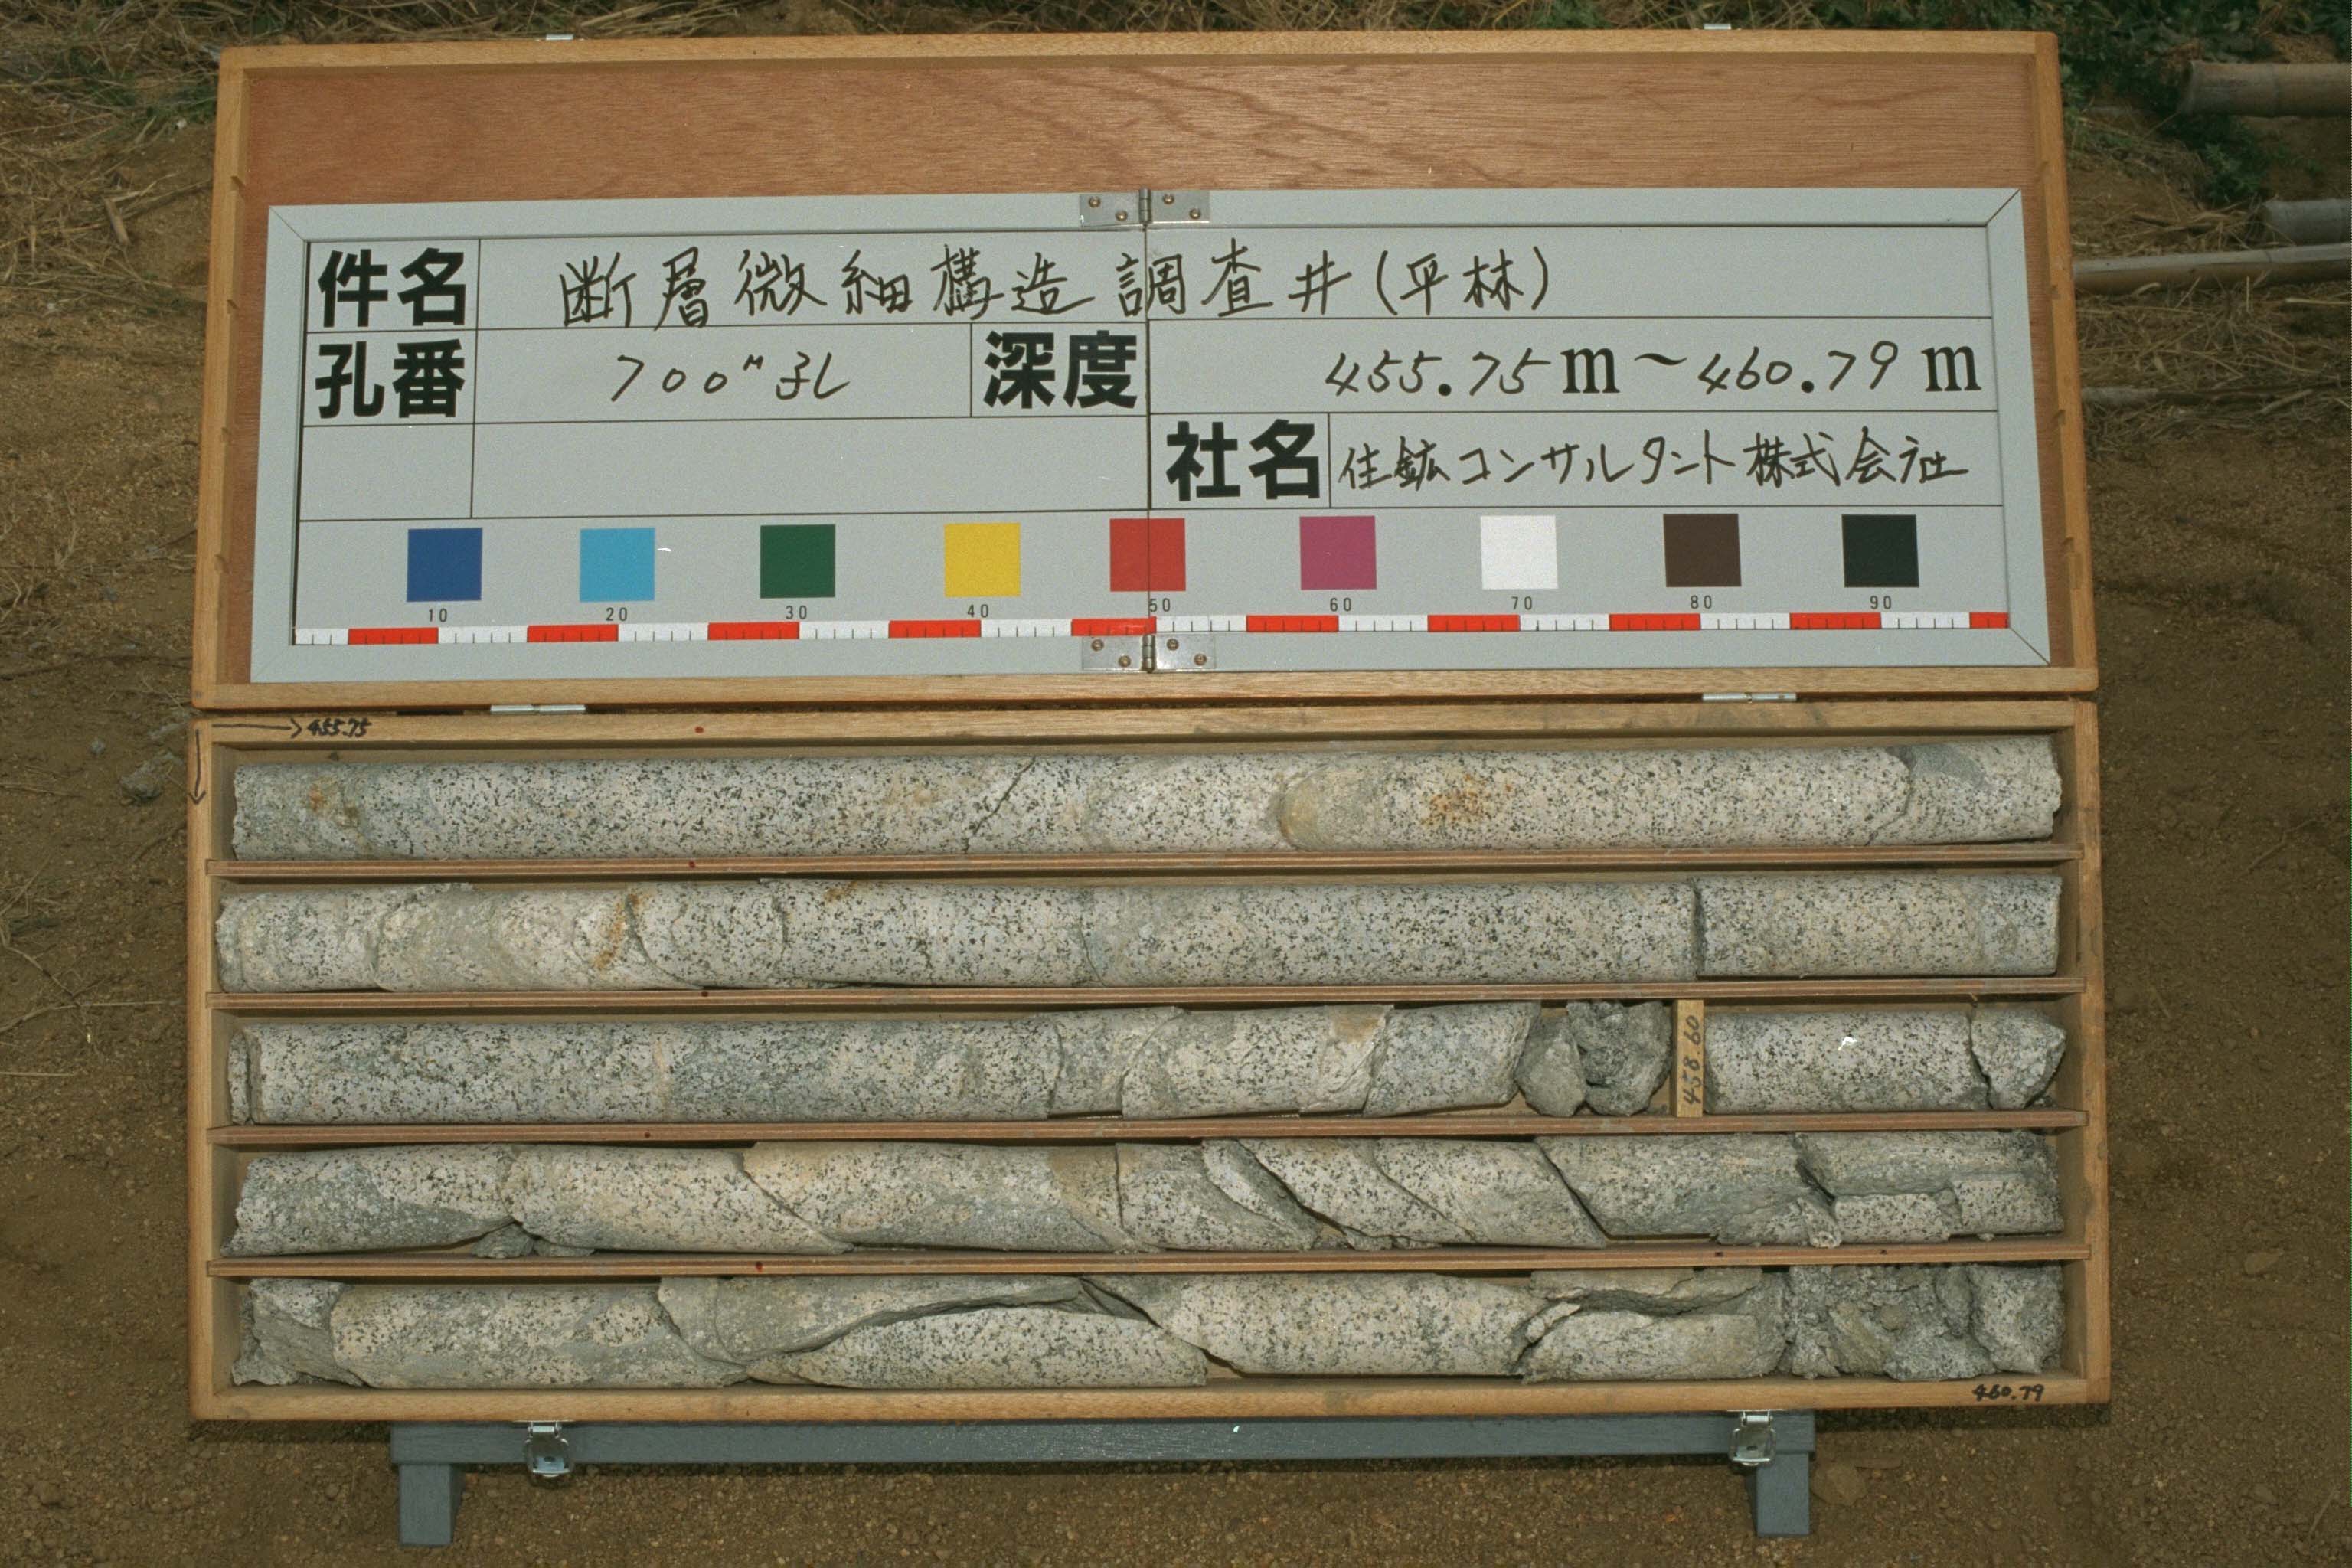 件名 断層微細構造調査井(平林)
孔番 700m孔 深度 455.75m~460.79m
社名 住鉱コンサルタント株式会社
10 20 30 40 50 60 70 80 90
455.75
458.60
460.79